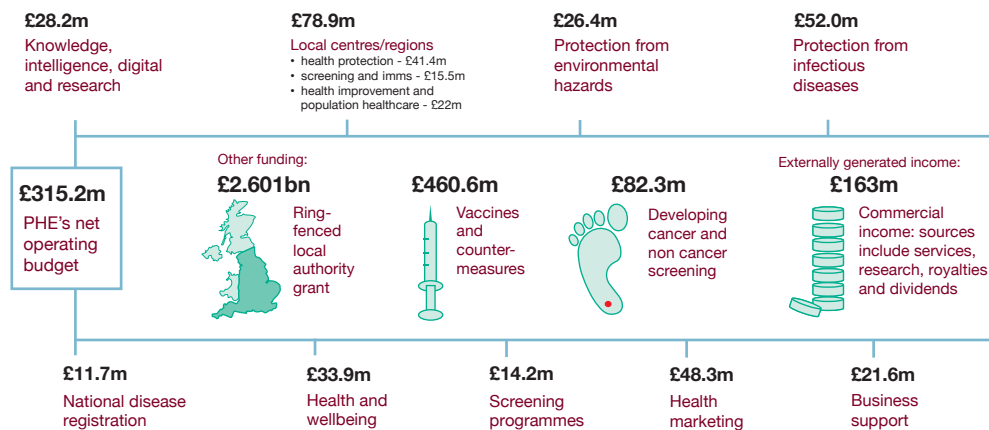 £28.2m
Knowledge,
intelligence, digital
and research
£78.9m
Local centres/regions
• health protection - £41.4m
• screening and imms - £15.5m
• health improvement and
population healthcare - £22m
£26.4m
Protection from
environmental
hazards
£52.0m
Protection from
infectious
diseases
£315.2m
PHE’s net
operating
budget
Other funding:
£2.601bn
Ring-
fenced
local
authority
grant
£460.6m
Vaccines
and
counter-
measures
£82.3m
Developing
cancer and
non cancer
screening
Externally generated income:
£163m
Commercial
income: sources
include services,
research, royalties
and dividends
£11.7m
National disease
registration
£33.9m
Health and
wellbeing
£14.2m
Screening
programmes
£48.3m
Health
marketing
£21.6m
Business
support